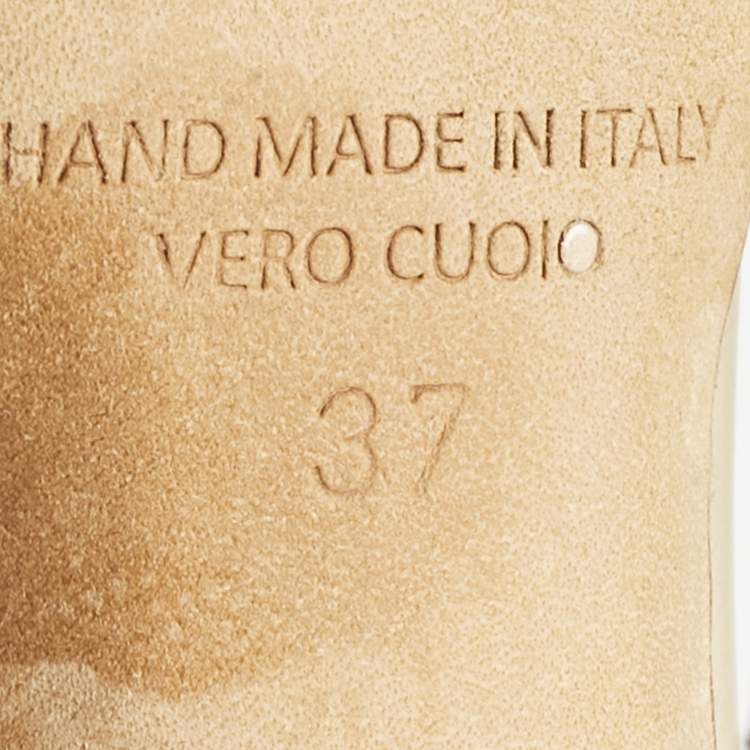 HAND MADE IN ITALY
VERO CUOIO
37